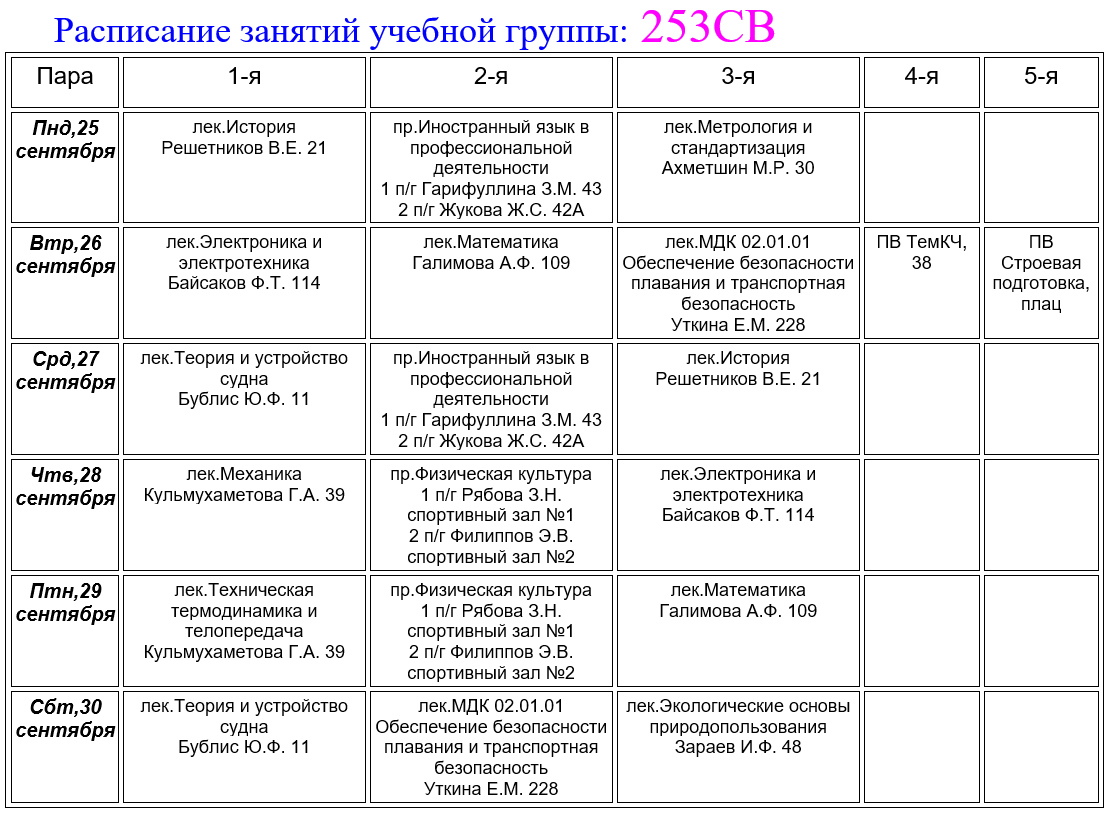 Расписание занятий учебной группы: 253СВ
Пара
1-я
2-я
3-я
4-я
5-я
Пнд,25
сентября
лек.История
Решетников В.Е. 21
пр.Иностранный язык в
профессиональной
деятельности
1 п/г Гарифуллина З.М. 43
2 п/г Жукова Ж.С. 42А
лек.Метрология и
стандартизация
Ахметшин М.Р. 30
Втр,26
сентября
лек.Электроника и
электротехника
Байсаков Ф.Т. 114
лек.Математика
Галимова А.Ф. 109
лек.МДК 02.01.01
Обеспечение безопасности
плавания и транспортная
безопасность
Уткина Е.М. 228
ПВ ТемКЧ,
38
ПВ
Строевая
подготовка,
плац
Срд,27
сентября
лек.Теория и устройство
судна
Бублис Ю.Ф. 11
пр.Иностранный язык в
профессиональной
деятельности
1 п/г Гарифуллина З.М. 43
2 п/г Жукова Ж.С. 42А
лек.История
Решетников В.Е. 21
Чтв,28
сентября
лек.Механика
Кульмухаметова Г.А. 39
пр.Физическая культура
1 п/г Рябова З.Н.
спортивный зал №1
2 п/г Филиппов Э.В.
спортивный зал №2
лек.Электроника и
электротехника
Байсаков Ф.Т. 114
Птн,29
сентября
лек.Техническая
термодинамика и
телопередача
Кульмухаметова Г.А. 39
пр.Физическая культура
1 п/г Рябова З.Н.
спортивный зал №1
2 п/г Филиппов Э.В.
спортивный зал №2
лек.Математика
Галимова А.Ф. 109
Сбт,30
сентября
лек.Теория и устройство
судна
Бублис Ю.Ф. 11
лек.МДК 02.01.01
Обеспечение безопасности
плавания и транспортная
безопасность
Уткина Е.М. 228
лек.Экологические основы
природопользования
Зараев И.Ф. 48